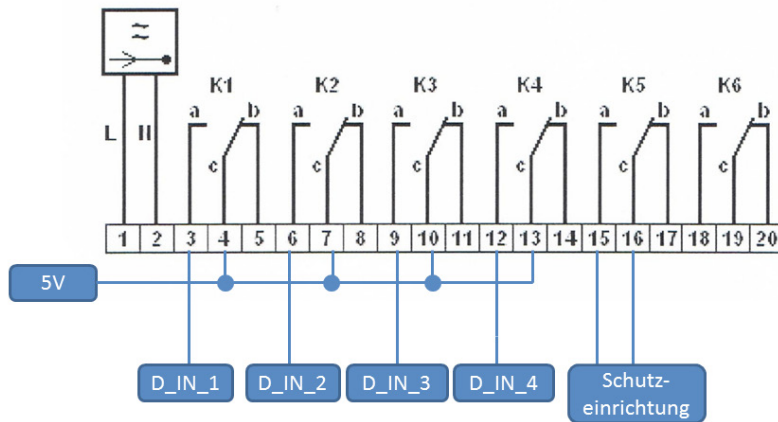 K1 K2 K3 K4 K5 K6
a b a b a b a b a b a b
L N
c c c c c c
1 2 3 4 5 6 7 8 9 10 11 12 13 14 15 16 17 18 19 20
5V
D_IN_1 D_IN_2 D_IN_3 D_IN_4 Schutz-
einrichtung